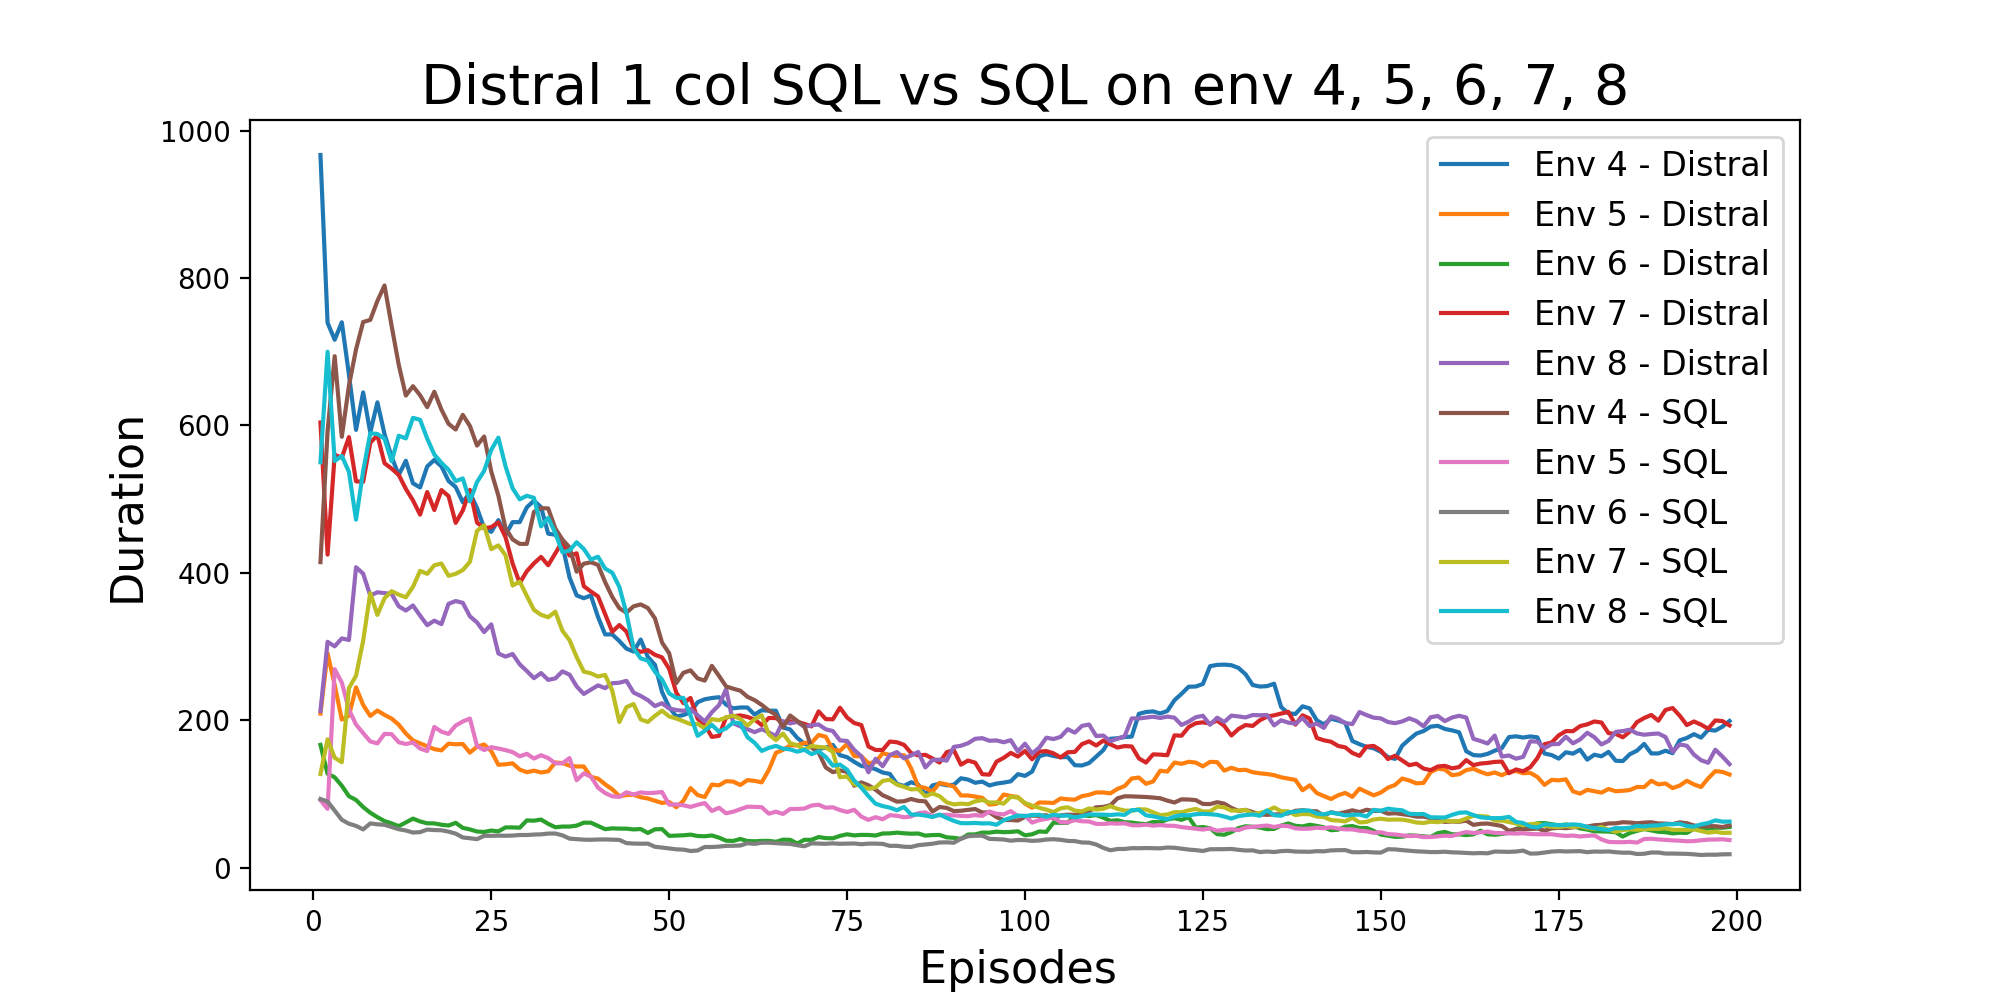 Distral 1 col SQL vs SQL on env 4, 5, 6, 7, 8
1000
800
600
400
200
0
Duration
0 25 50 75 100 125 150 175 200
Episodes
Env 4 - Distral
Env 5 - Distral
Env 6 - Distral
Env 7 - Distral
Env 8 - Distral
Env 4 - SQL
Env 5 - SQL
Env 6 - SQL
Env 7 - SQL
Env 8 - SQL